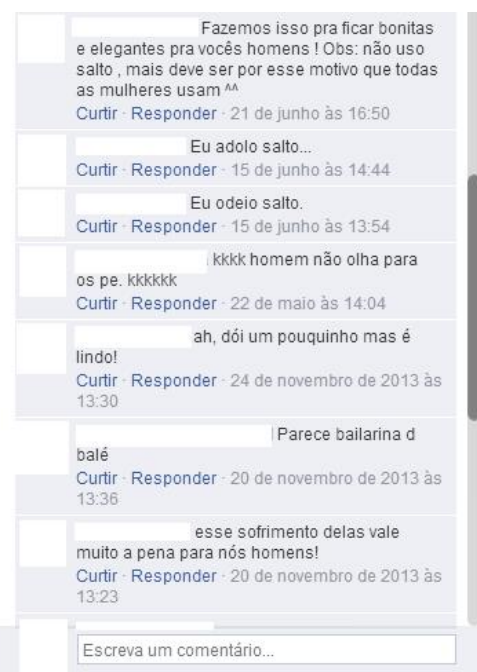 Fazemos isso pra ficar bonitas
e elegantes pra vocês homens ! Obs: não uso
salto , mais deve ser por esse motivo que todas
as mulheres usam ^^
Curtir · Responder · 21 de junho às 16:50
Eu adolo salto...
Curtir · Responder · 15 de junho às 14:44
Eu odeio salto.
Curtir · Responder · 15 de junho às 13:54
kkkk homem não olha para
os pe. kkkkkk
Curtir · Responder · 22 de maio às 14:04
ah, dói um pouquinho mas é
lindo!
Curtir · Responder · 24 de novembro de 2013 às
13:30
Parece bailarina d
balé
Curtir · Responder · 20 de novembro de 2013 às
13:36
esse sofrimento delas vale
muito a pena para nós homens!
Curtir · Responder · 20 de novembro de 2013 às
13:23
Escreva um comentário...